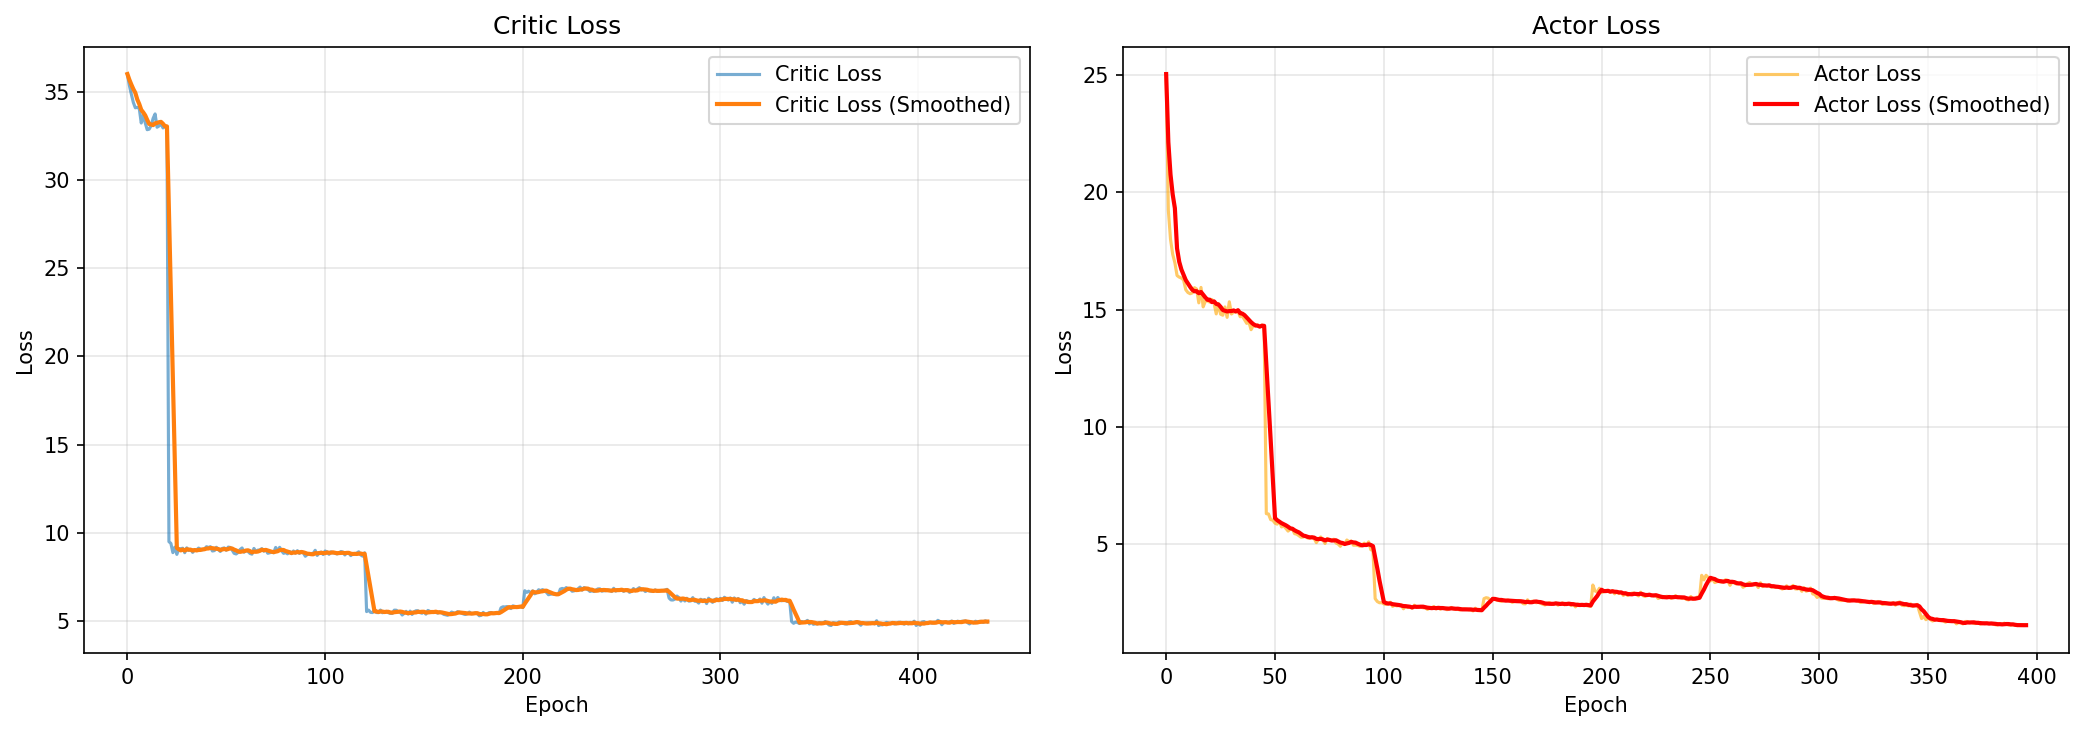 Critic Loss
Critic Loss
Critic Loss (Smoothed)
35
30
25
20
15
10
5
Loss
0 100 200 300 400
Epoch
Actor Loss
Actor Loss
Actor Loss (Smoothed)
25
20
15
10
5
Loss
0 50 100 150 200 250 300 350 400
Epoch